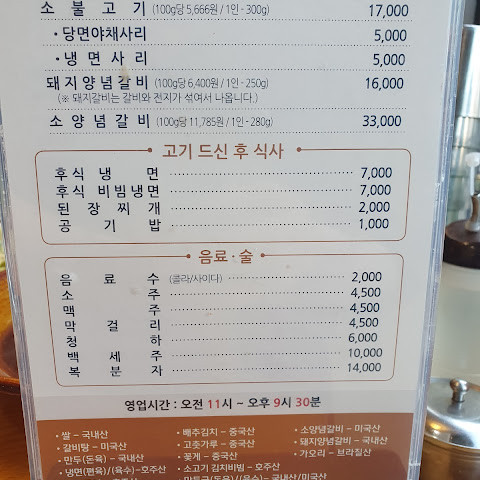 소 불 고 기 (100g당 5,666원 / 1인 - 300g) 17,000
• 당면야채사리 5,000
• 냉 면 사 리 5,000
돼지양념갈비 (100g당 6,400원 / 1인 - 250g) 16,000
(※ 돼지갈비는 갈비와 전지가 섞여서 나옵니다.)
소 양 념 갈 비 (100g당 11,785원 / 1인 - 280g) 33,000
고기 드신 후 식사
후 식 냉 면 7,000
후 식 비 빔 냉 면 7,000
된 장 찌 개 2,000
공 기 밥 1,000
음료 · 술
음 료 수 (콜라/사이다) 2,000
소 주 4,500
맥 주 4,500
막 걸 리 4,500
청 하 6,000
백 세 주 10,000
복 분 자 14,000
영업시간 : 오전 11시 ~ 오후 9시 30분
• 쌀 – 국내산
• 갈비탕 – 미국산
• 만두(돈육) – 국내산
• 냉면(편육)/(육수)–호주산
• 배추김치 – 중국산
• 고춧가루 – 중국산
• 꽃게 – 중국산
• 소고기 김치비빔 – 호주산
• 소양념갈비 – 미국산
• 돼지양념갈비 – 국내산
• 가오리 – 브라질산